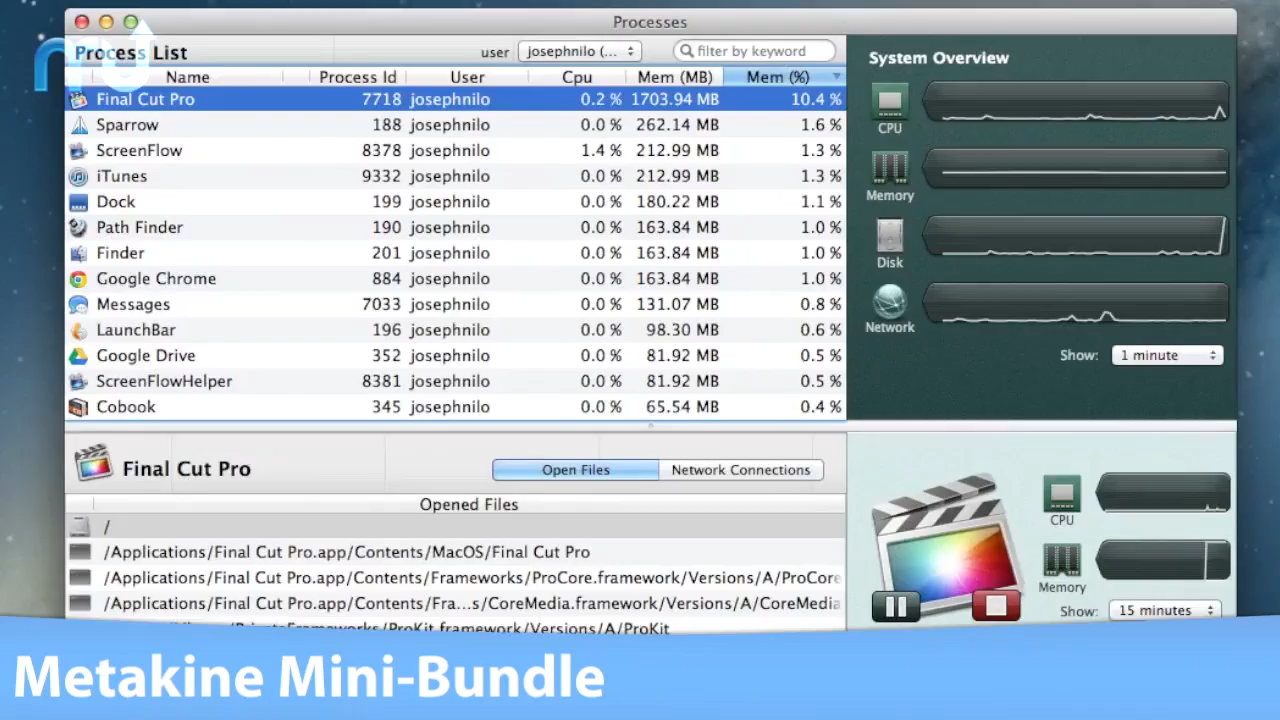 Processes
Process List
user josephnilo (... filter by keyword
Name Process Id User Cpu Mem (MB) Mem (%)
Final Cut Pro 7718 josephnilo 0.2 % 1703.94 MB 10.4 %
Sparrow 188 josephnilo 0.0 % 262.14 MB 1.6 %
ScreenFlow 8378 josephnilo 1.4 % 212.99 MB 1.3 %
iTunes 9332 josephnilo 0.0 % 212.99 MB 1.3 %
Dock 199 josephnilo 0.0 % 180.22 MB 1.1 %
Path Finder 190 josephnilo 0.0 % 163.84 MB 1.0 %
Finder 201 josephnilo 0.0 % 163.84 MB 1.0 %
Google Chrome 884 josephnilo 0.0 % 163.84 MB 1.0 %
Messages 7033 josephnilo 0.0 % 131.07 MB 0.8 %
LaunchBar 196 josephnilo 0.0 % 98.30 MB 0.6 %
Google Drive 352 josephnilo 0.0 % 81.92 MB 0.5 %
ScreenFlowHelper 8381 josephnilo 0.0 % 81.92 MB 0.5 %
Cobook 345 josephnilo 0.0 % 65.54 MB 0.4 %
System Overview
CPU
Memory
Disk
Network
Show: 1 minute
Final Cut Pro
Open Files Network Connections
Opened Files
/
/Applications/Final Cut Pro.app/Contents/MacOS/Final Cut Pro
/Applications/Final Cut Pro.app/Contents/Frameworks/ProCore.framework/Versions/A/ProCore
/Applications/Final Cut Pro.app/Contents/Fra...s/CoreMedia.framework/Versions/A/CoreMedia
/PrivateFrameworks/ProKit.framework/Versions/A/ProKit
CPU
Memory
Show: 15 minutes
Metakine Mini-Bundle